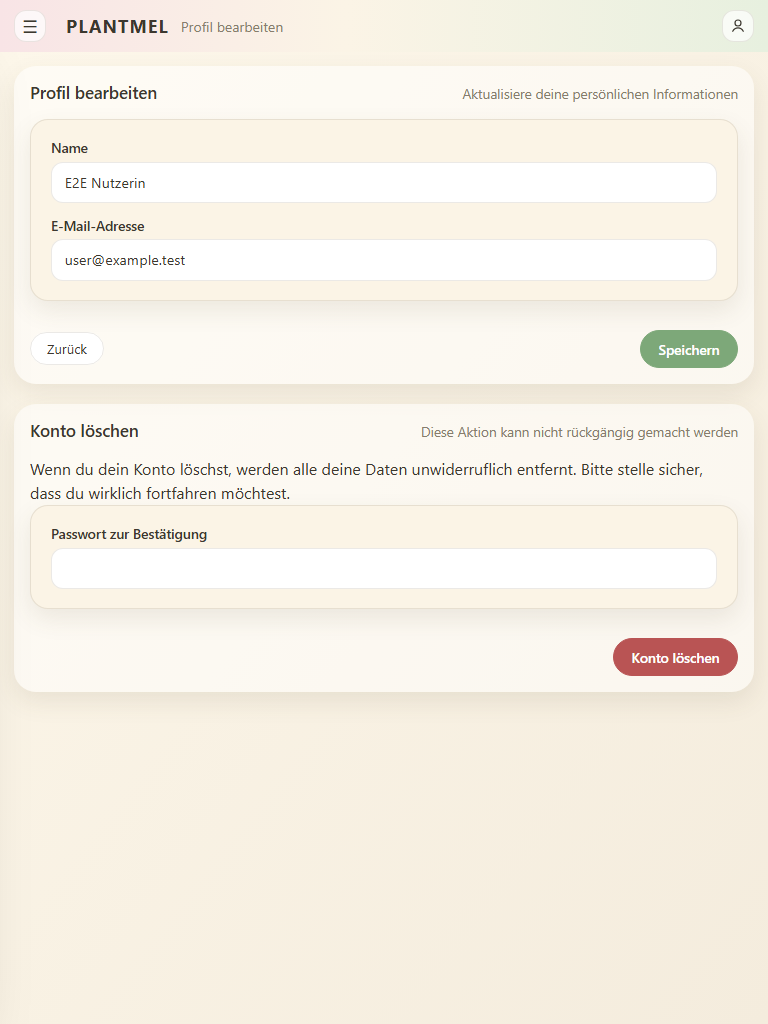 PLANTMEL Profil bearbeiten
Profil bearbeiten
Aktualisiere deine persönlichen Informationen
Name
E2E Nutzerin
E-Mail-Adresse
user@example.test
Zurück
Speichern
Konto löschen
Diese Aktion kann nicht rückgängig gemacht werden
Wenn du dein Konto löschst, werden alle deine Daten unwiderruflich entfernt. Bitte stelle sicher,
dass du wirklich fortfahren möchtest.
Passwort zur Bestätigung
Konto löschen